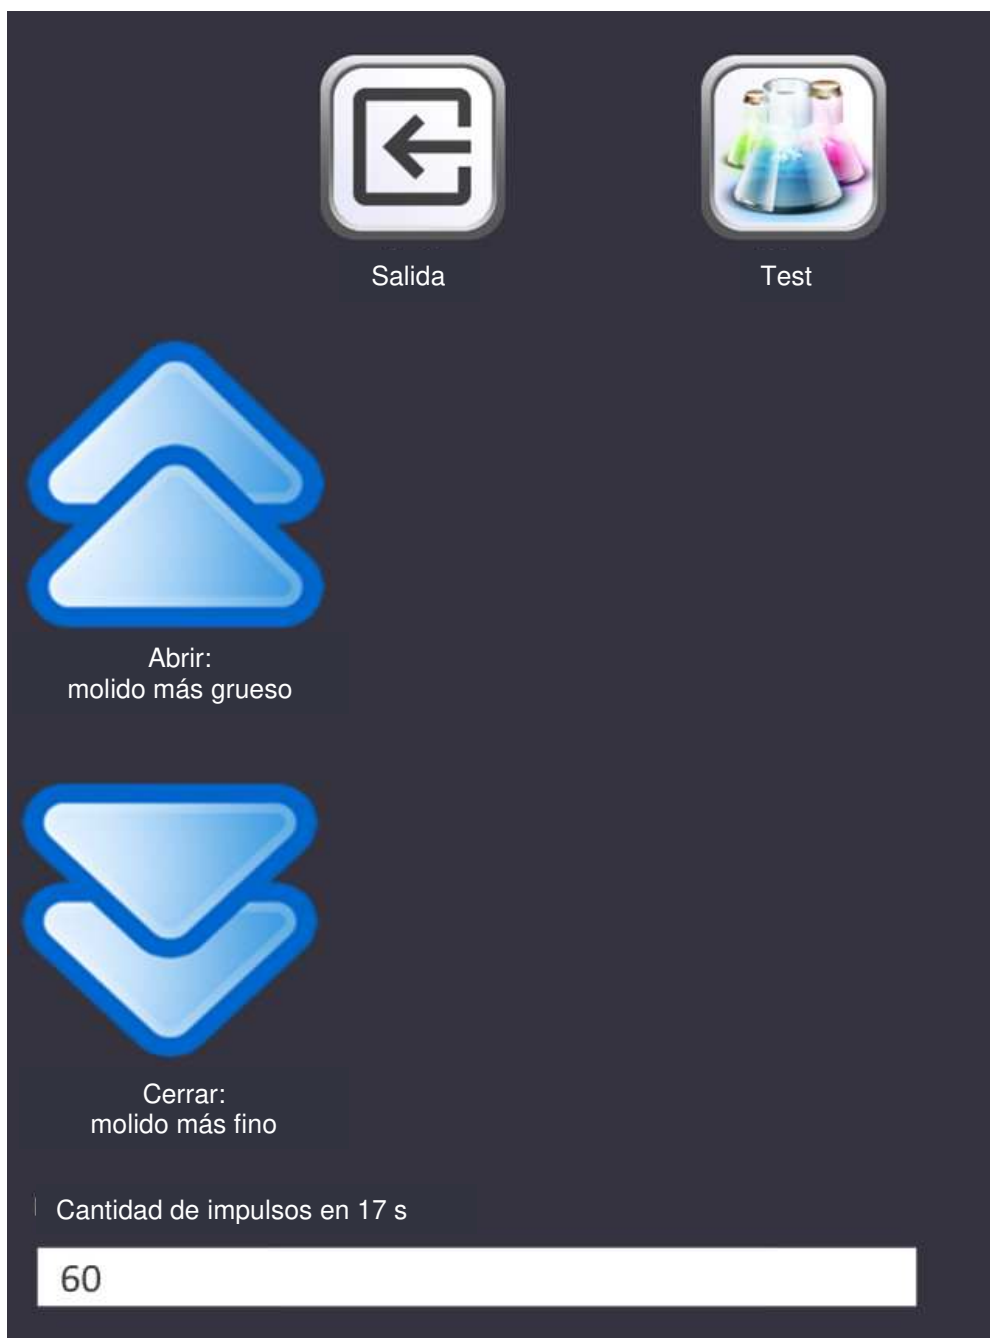 Salida
Test
Abrir:
molido más grueso
Cerrar:
molido más fino
Cantidad de impulsos en 17 s
60